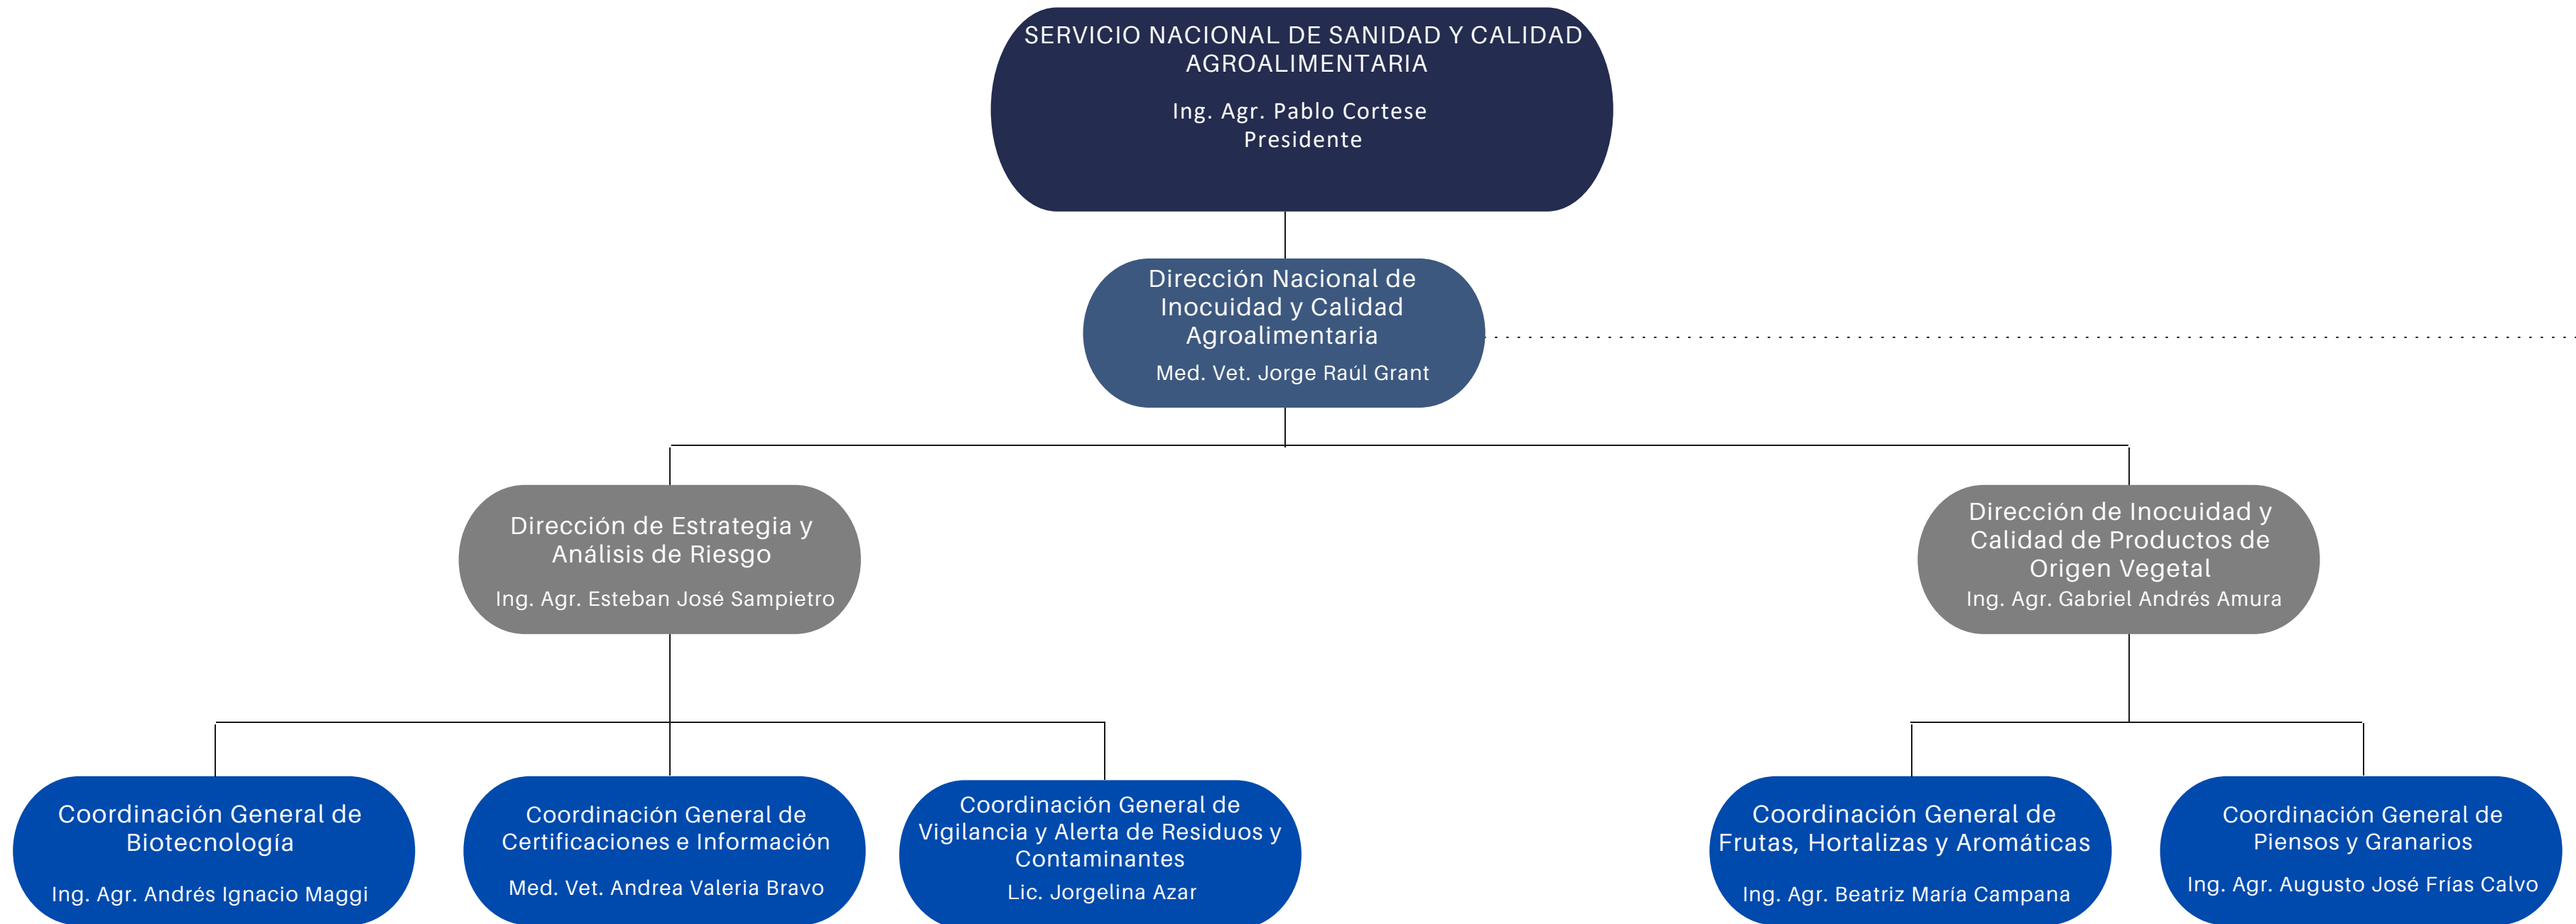 SERVICIO NACIONAL DE SANIDAD Y CALIDAD
AGROALIMENTARIA
Ing. Agr. Pablo Cortese
Presidente
Dirección Nacional de
Inocuidad y Calidad
Agroalimentaria
Med. Vet. Jorge Raúl Grant
Dirección de Estrategia y
Análisis de Riesgo
Ing. Agr. Esteban José Sampietro
Dirección de Inocuidad y
Calidad de Productos de
Origen Vegetal
Ing. Agr. Gabriel Andrés Amura
Coordinación General de
Biotecnología
Ing. Agr. Andrés Ignacio Maggi
Coordinación General de
Certificaciones e Información
Med. Vet. Andrea Valeria Bravo
Coordinación General de
Vigilancia y Alerta de Residuos y
Contaminantes
Lic. Jorgelina Azar
Coordinación General de
Frutas, Hortalizas y Aromáticas
Ing. Agr. Beatriz María Campana
Coordinación General de
Piensos y Granarios
Ing. Agr. Augusto José Frías Calvo